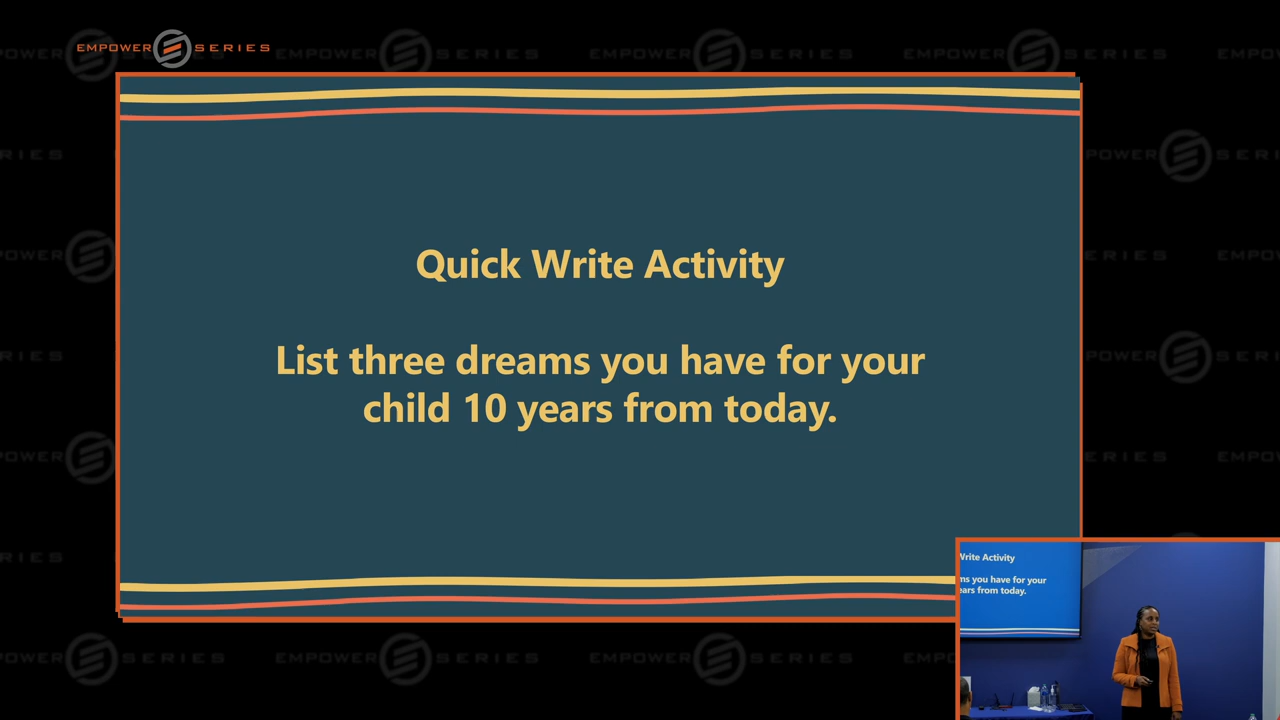 EMPOWER SERIES
Quick Write Activity
List three dreams you have for your
child 10 years from today.
Write Activity
ms you have for your
ears from today.